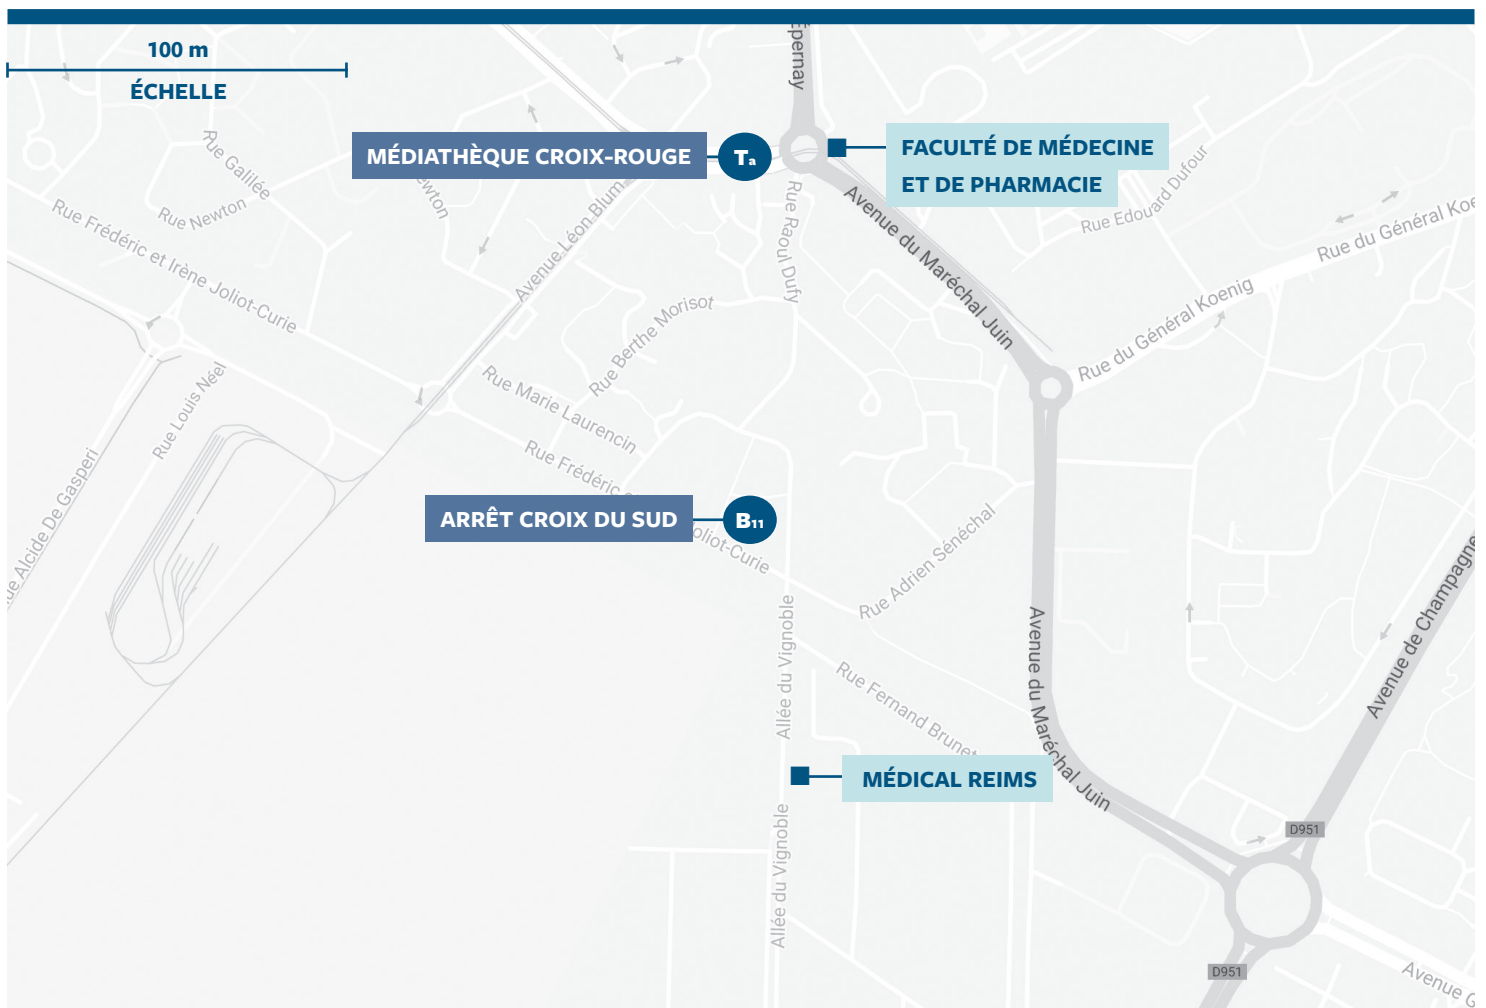 100 m
ÉCHELLE
Épernay
MÉDIATHÈQUE CROIX-ROUGE
Ta
FACULTÉ DE MÉDECINE
ET DE PHARMACIE
Rue Galilée
Rue Newton
Newton
Rue Frédéric et Irène Joliot-Curie
Avenue Léon Blum
Rue Raoul Dufy
Avenue du Maréchal Juin
Rue Edouard Dufour
Rue du Général Koe
Rue du Général Koenig
Rue Berthe Morisot
Rue Marie Laurencin
Rue Louis Néel
Rue Frédéric e
Joliot-Curie
ue Alcide De Gasperi
ARRÊT CROIX DU SUD
B11
Rue Adrien Sénéchal
Avenue de Champagne
Allée du Vignoble
Avenue du Maréchal Juin
Rue Fernand Brunet
MÉDICAL REIMS
Allée du Vignoble
D951
D951
Avenue G